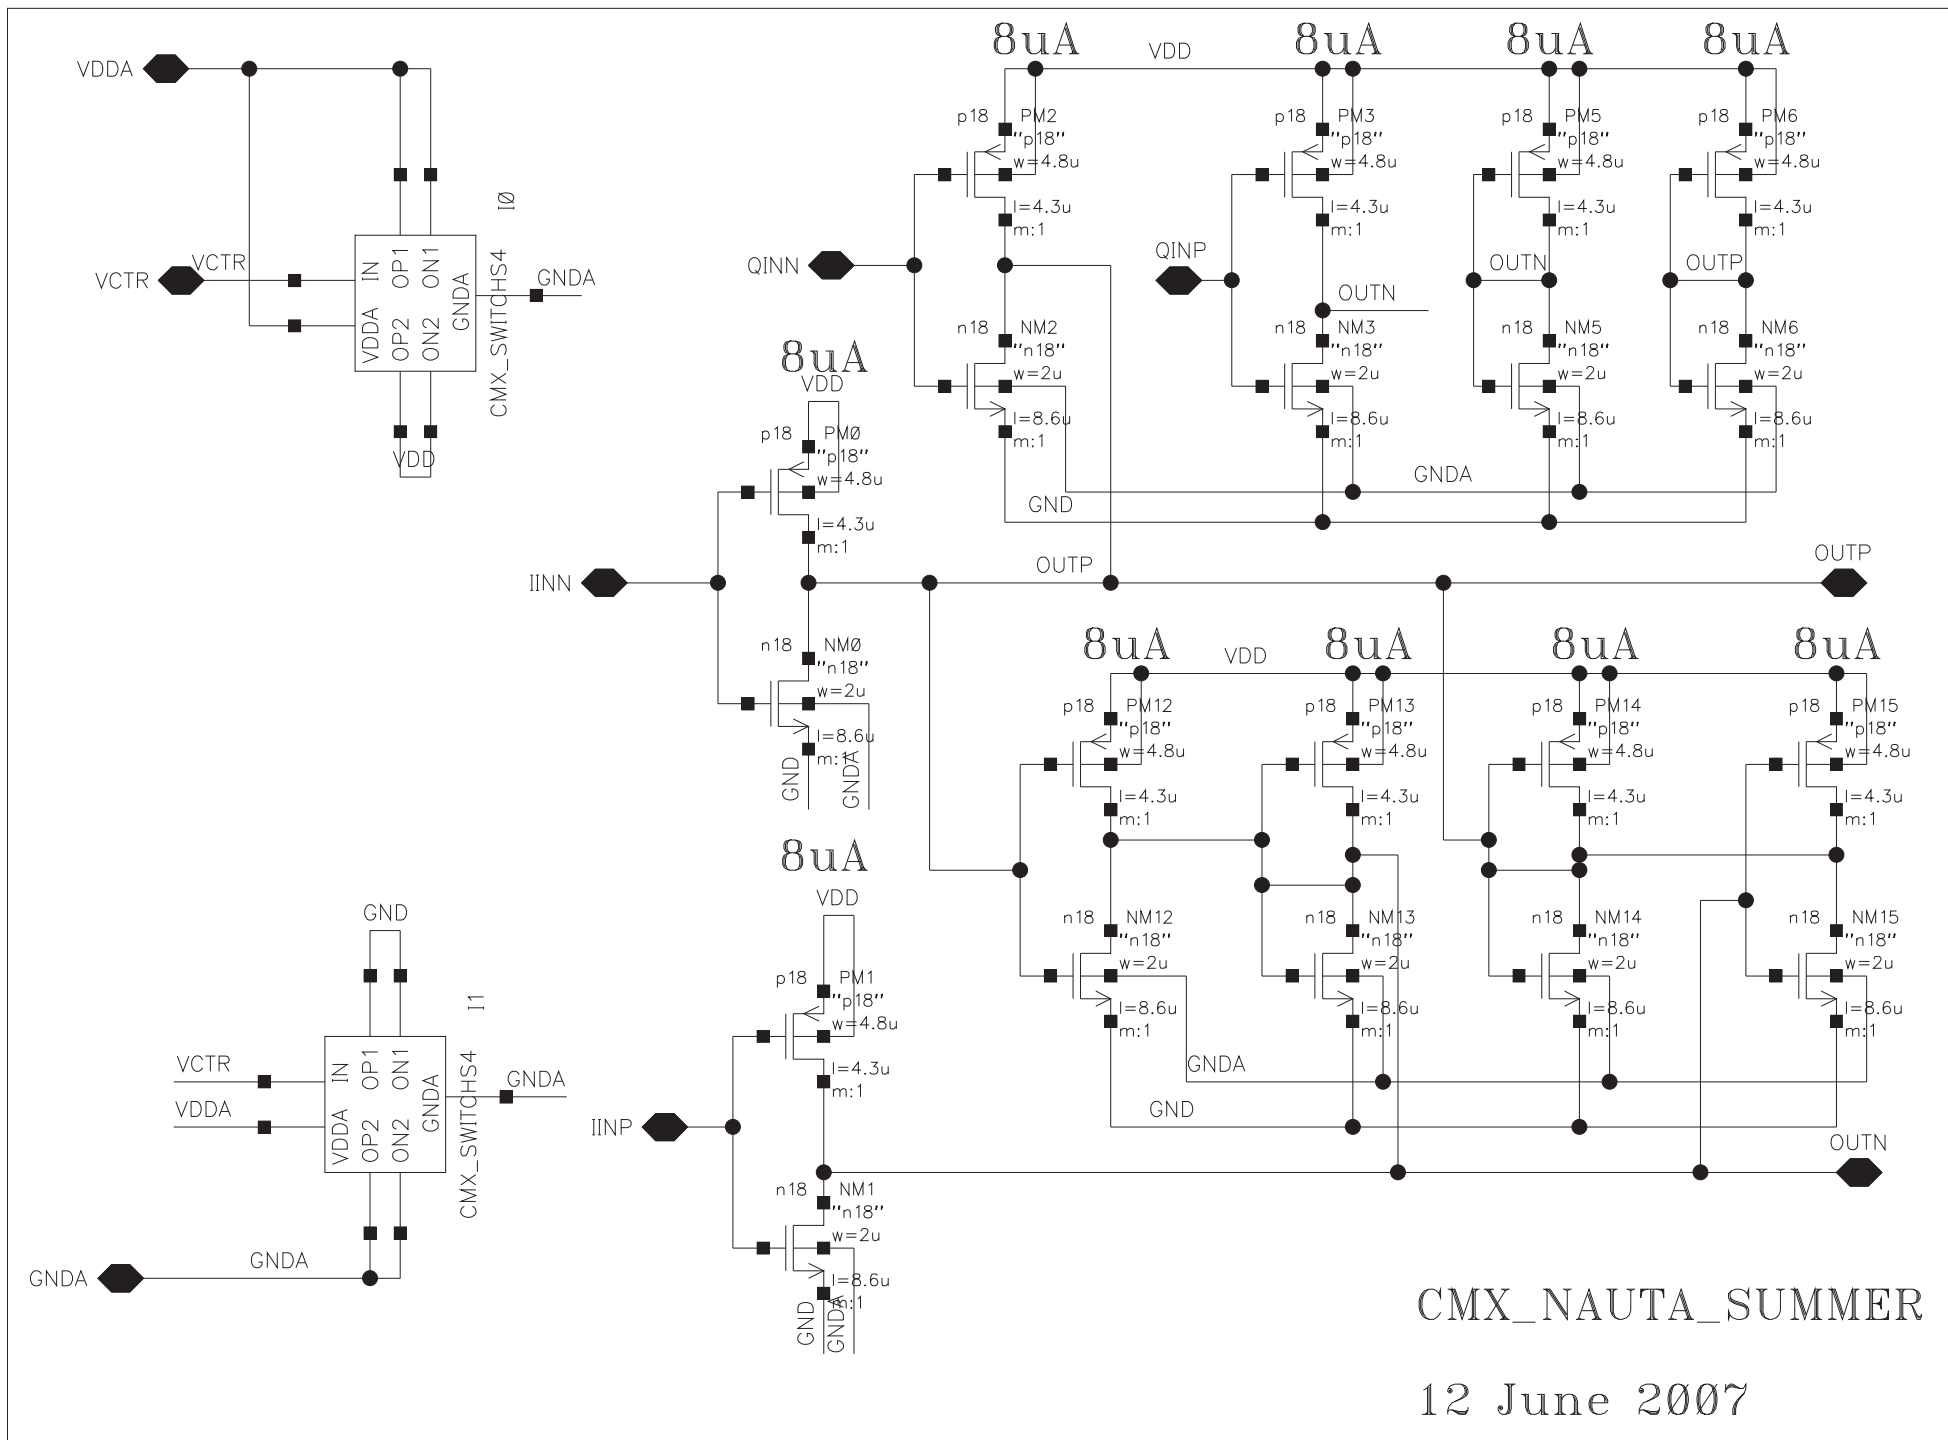 8uA
8uA
8uA
8uA
VDD
VDDA
p18 PM2
"p18"
w=4.8u
l=4.3u
m:1
p18 PM3
"p18"
w=4.8u
l=4.3u
m:1
p18 PM5
"p18"
w=4.8u
l=4.3u
m:1
p18 PM6
"p18"
w=4.8u
l=4.3u
m:1
QINN
QINP
OUTN
OUTN
OUTP
n18 NM2
"n18"
w=2u
l=8.6u
m:1
n18 NM3
"n18"
w=2u
l=8.6u
m:1
n18 NM5
"n18"
w=2u
l=8.6u
m:1
n18 NM6
"n18"
w=2u
l=8.6u
m:1
GNDA
GND
VCTR
VCTR
IN
VDDA
OP1
ON1
OP2
ON2
GNDA
IØ
CMX_SWITCHS4
GNDA
VDD
8uA
VDD
p18 PMØ
"p18"
w=4.8u
l=4.3u
m:1
IINN
OUTP
OUTP
n18 NMØ
"n18"
w=2u
l=8.6u
m:1
GND
GNDA
8uA
8uA
8uA
8uA
VDD
p18 PM12
"p18"
w=4.8u
l=4.3u
m:1
p18 PM13
"p18"
w=4.8u
l=4.3u
m:1
p18 PM14
"p18"
w=4.8u
l=4.3u
m:1
p18 PM15
"p18"
w=4.8u
l=4.3u
m:1
n18 NM12
"n18"
w=2u
l=8.6u
m:1
n18 NM13
"n18"
w=2u
l=8.6u
m:1
n18 NM14
"n18"
w=2u
l=8.6u
m:1
n18 NM15
"n18"
w=2u
l=8.6u
m:1
GNDA
GND
OUTN
8uA
VDD
p18 PM1
"p18"
w=4.8u
l=4.3u
m:1
IINP
n18 NM1
"n18"
w=2u
l=8.6u
m:1
GND
GNDA
GND
I1
VCTR
VDDA
IN
VDDA
OP1
ON1
OP2
ON2
GNDA
CMX_SWITCHS4
GNDA
GNDA
GNDA
CMX_NAUTA_SUMMER
12 June 2ØØ7